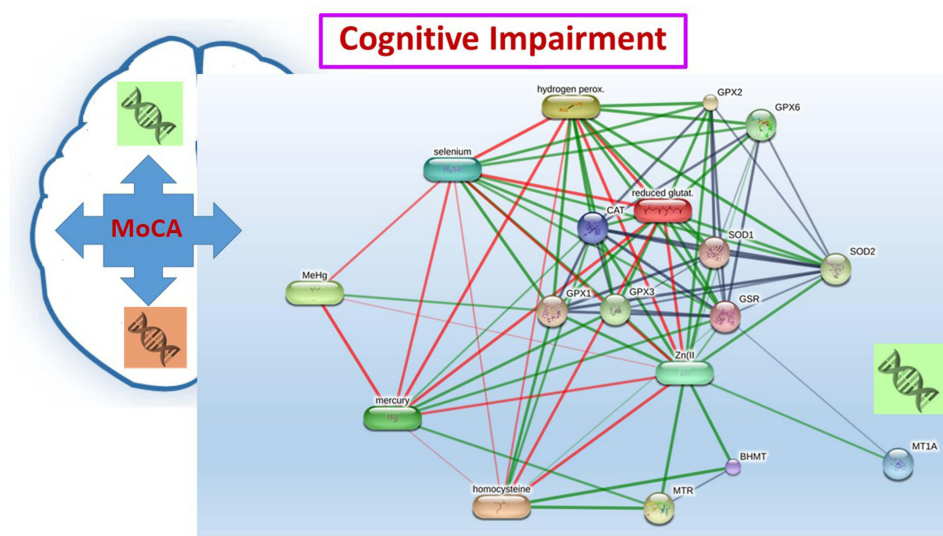 Cognitive Impairment
hydrogen perox.
GPX2
GPX6
selenium
reduced glutat.
CAT
MoCA
SOD1
SOD2
MeHg
GPX1
GPX3
GSR
Zn(II
mercury
MT1A
BHMT
homocysteine
MTR